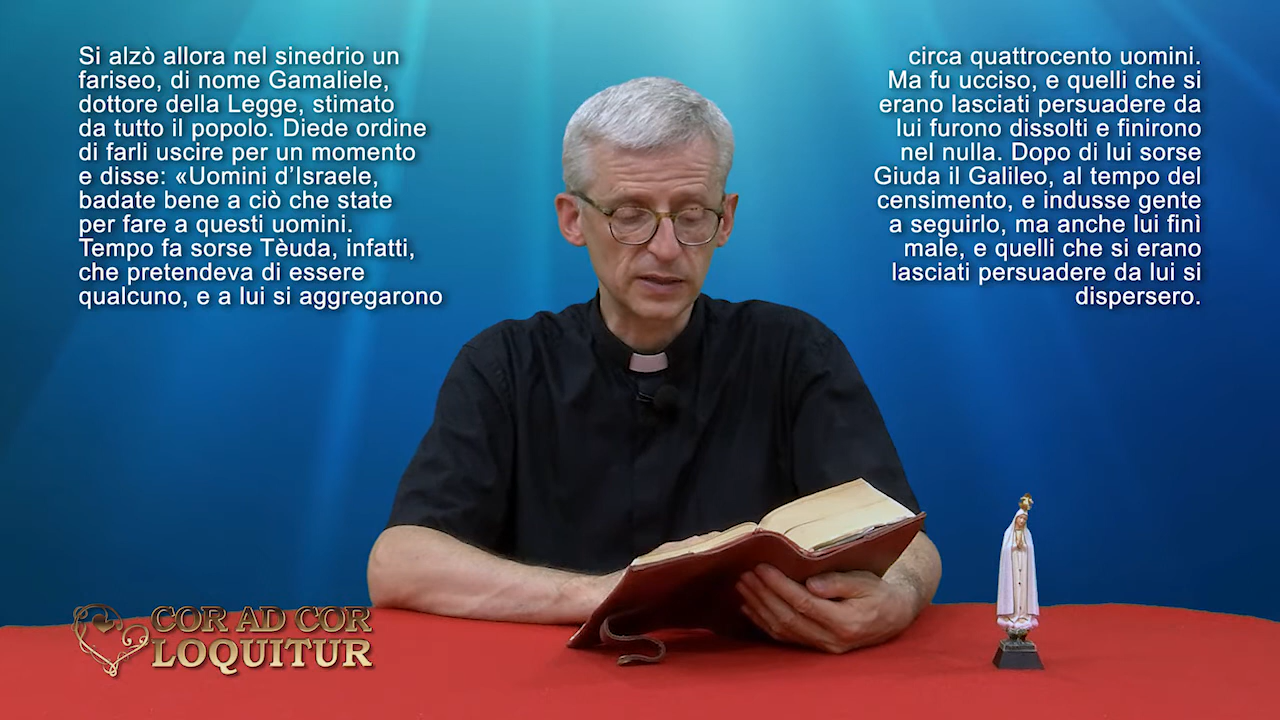 Si alzò allora nel sinedrio un
fariseo, di nome Gamaliele,
dottore della Legge, stimato
da tutto il popolo. Diede ordine
di farli uscire per un momento
e disse: «Uomini d’Israele,
badate bene a ciò che state
per fare a questi uomini.
Tempo fa sorse Tèuda, infatti,
che pretendeva di essere
qualcuno, e a lui si aggregarono
circa quattrocento uomini.
Ma fu ucciso, e quelli che si
erano lasciati persuadere da
lui furono dissolti e finirono
nel nulla. Dopo di lui sorse
Giuda il Galileo, al tempo del
censimento, e indusse gente
a seguirlo, ma anche lui finì
male, e quelli che si erano
lasciati persuadere da lui si
dispersero.
COR AD COR
LOQUITUR